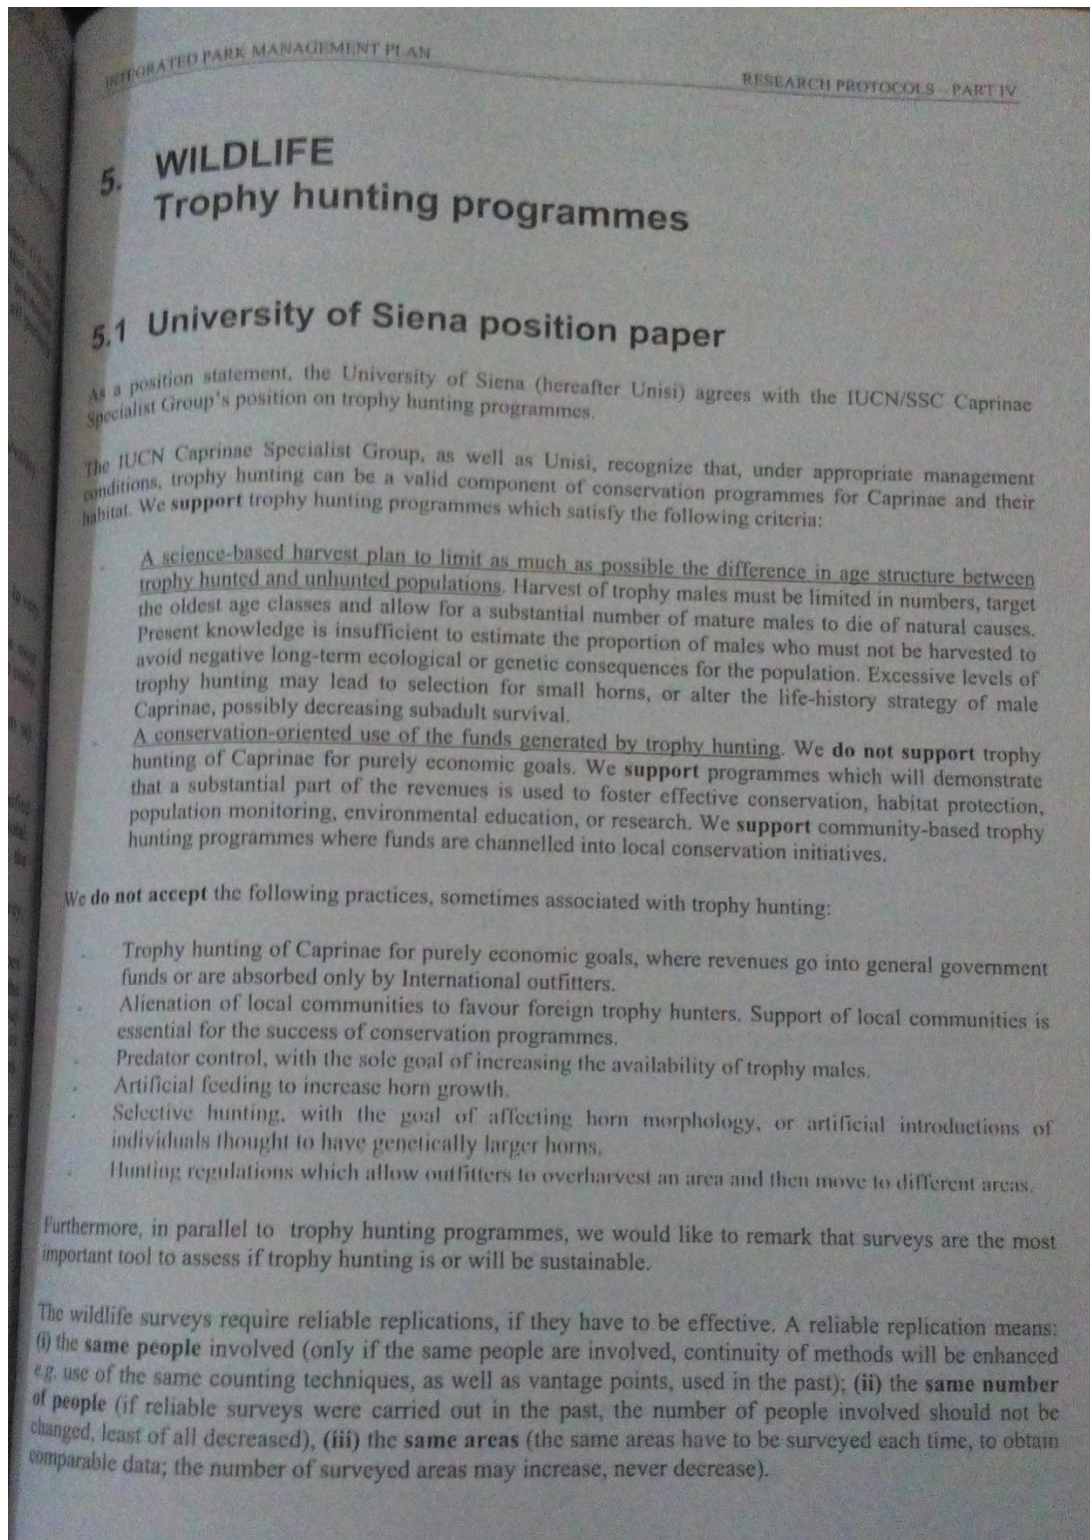 INTEGRATED PARK MANAGEMENT PLAN
RESEARCH PROTOCOLS - PART IV
5. WILDLIFE
Trophy hunting programmes
5.1 University of Siena position paper
As a position statement, the University of Siena (hereafter Unisi) agrees with the IUCN/SSC Caprinae
Specialist Group's position on trophy hunting programmes.
The IUCN Caprinae Specialist Group, as well as Unisi, recognize that, under appropriate management
conditions, trophy hunting can be a valid component of conservation programmes for Caprinae and their
habitat. We support trophy hunting programmes which satisfy the following criteria:
A science-based harvest plan to limit as much as possible the difference in age structure between
trophy hunted and unhunted populations. Harvest of trophy males must be limited in numbers, target
the oldest age classes and allow for a substantial number of mature males to die of natural causes.
Present knowledge is insufficient to estimate the proportion of males who must not be harvested to
avoid negative long-term ecological or genetic consequences for the population. Excessive levels of
trophy hunting may lead to selection for small horns, or alter the life-history strategy of male
Caprinae, possibly decreasing subadult survival.
A conservation-oriented use of the funds generated by trophy hunting. We do not support trophy
hunting of Caprinae for purely economic goals. We support programmes which will demonstrate
that a substantial part of the revenues is used to foster effective conservation, habitat protection,
population monitoring, environmental education, or research. We support community-based trophy
hunting programmes where funds are channelled into local conservation initiatives.
We do not accept the following practices, sometimes associated with trophy hunting:
Trophy hunting of Caprinae for purely economic goals, where revenues go into general government
funds or are absorbed only by International outfitters.
Alienation of local communities to favour foreign trophy hunters. Support of local communities is
essential for the success of conservation programmes.
Predator control, with the sole goal of increasing the availability of trophy males.
Artificial feeding to increase horn growth.
Selective hunting, with the goal of affecting horn morphology, or artificial introductions of
individuals thought to have genetically larger horns.
Hunting regulations which allow outfitters to overharvest an area and then move to different areas.
Furthermore, in parallel to trophy hunting programmes, we would like to remark that surveys are the most
important tool to assess if trophy hunting is or will be sustainable.
The wildlife surveys require reliable replications, if they have to be effective. A reliable replication means:
(i) the same people involved (only if the same people are involved, continuity of methods will be enhanced
e.g. use of the same counting techniques, as well as vantage points, used in the past); (ii) the same number
of people (if reliable surveys were carried out in the past, the number of people involved should not be
changed, least of all decreased), (iii) the same areas (the same areas have to be surveyed each time, to obtain
comparable data; the number of surveyed areas may increase, never decrease).